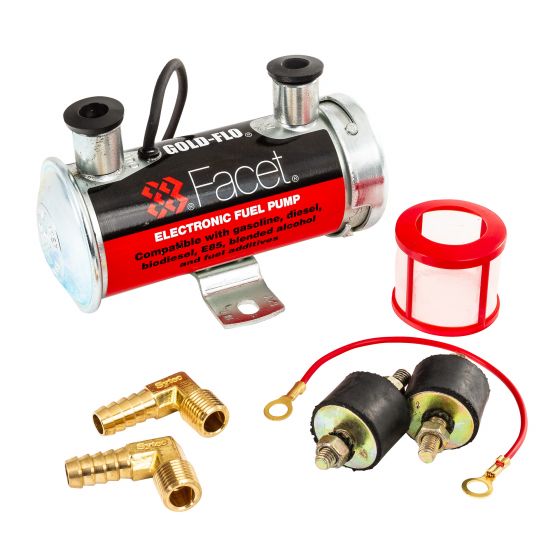 GOLD-FLO®
®Facet®
ELECTRONIC FUEL PUMP
Compatible with gasoline, diesel,
biodiesel, E85, blended alcohol
and fuel additives
Sytec
Sytec